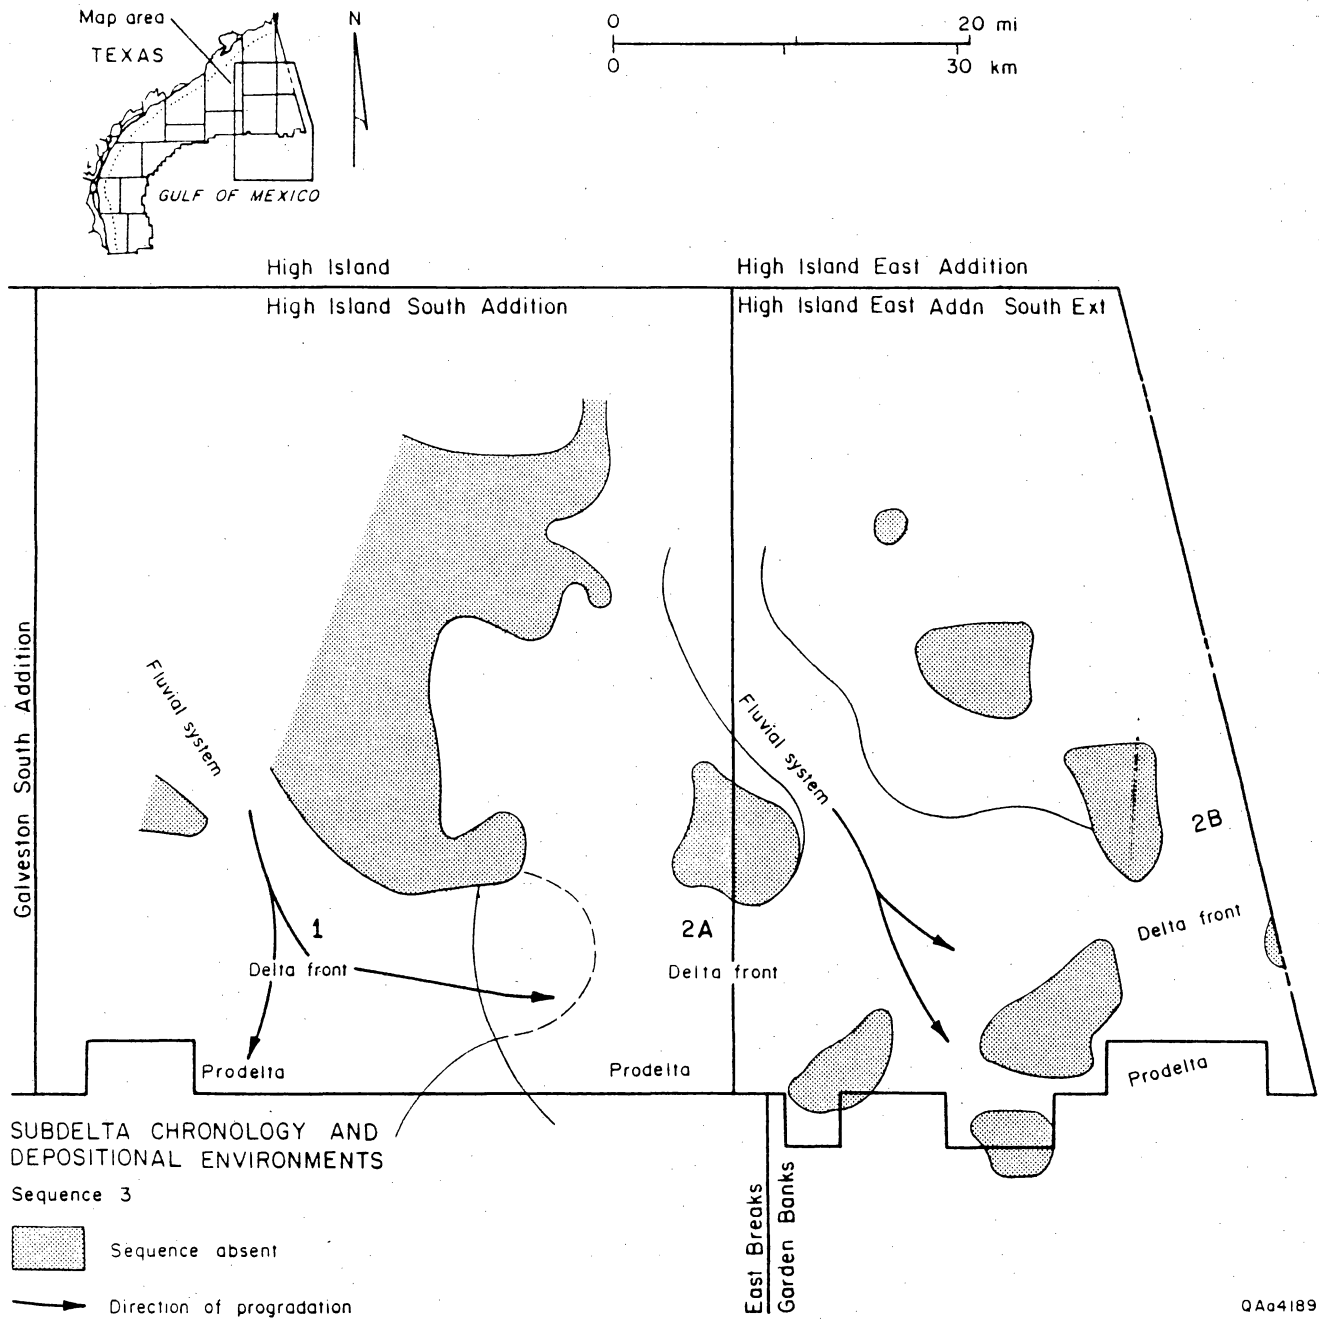 Map area
TEXAS
N
GULF OF MEXICO
0 20 mi
0 30 km
High Island
High Island East Addition
High Island South Addition
High Island East Addn South Ext
Galveston South Addition
Fluvial system
Fluvial system
2B
1
2A
Delta front
Delta front
Delta front
Prodelta
Prodelta
Prodelta
SUBDELTA CHRONOLOGY AND
DEPOSITIONAL ENVIRONMENTS
Sequence 3
Sequence absent
Direction of progradation
East Breaks
Garden Banks
QAa4189